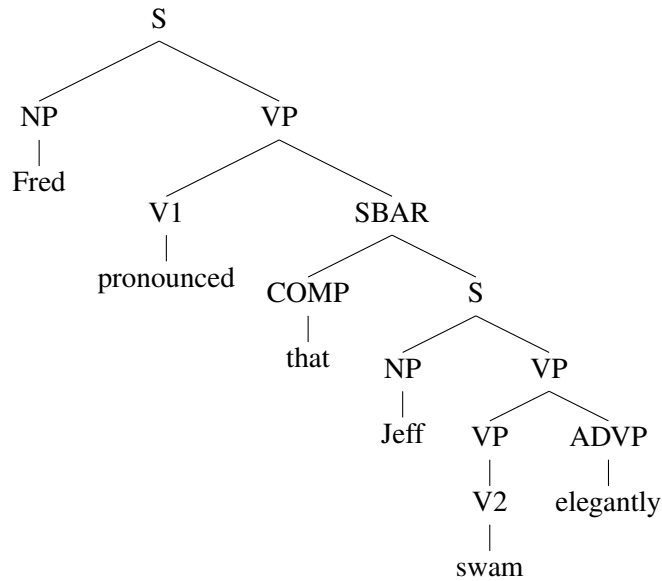 S
NP VP
Fred
V1 SBAR
pronounced
COMP S
that
NP VP
Jeff
VP ADVP
V2 elegantly
swam